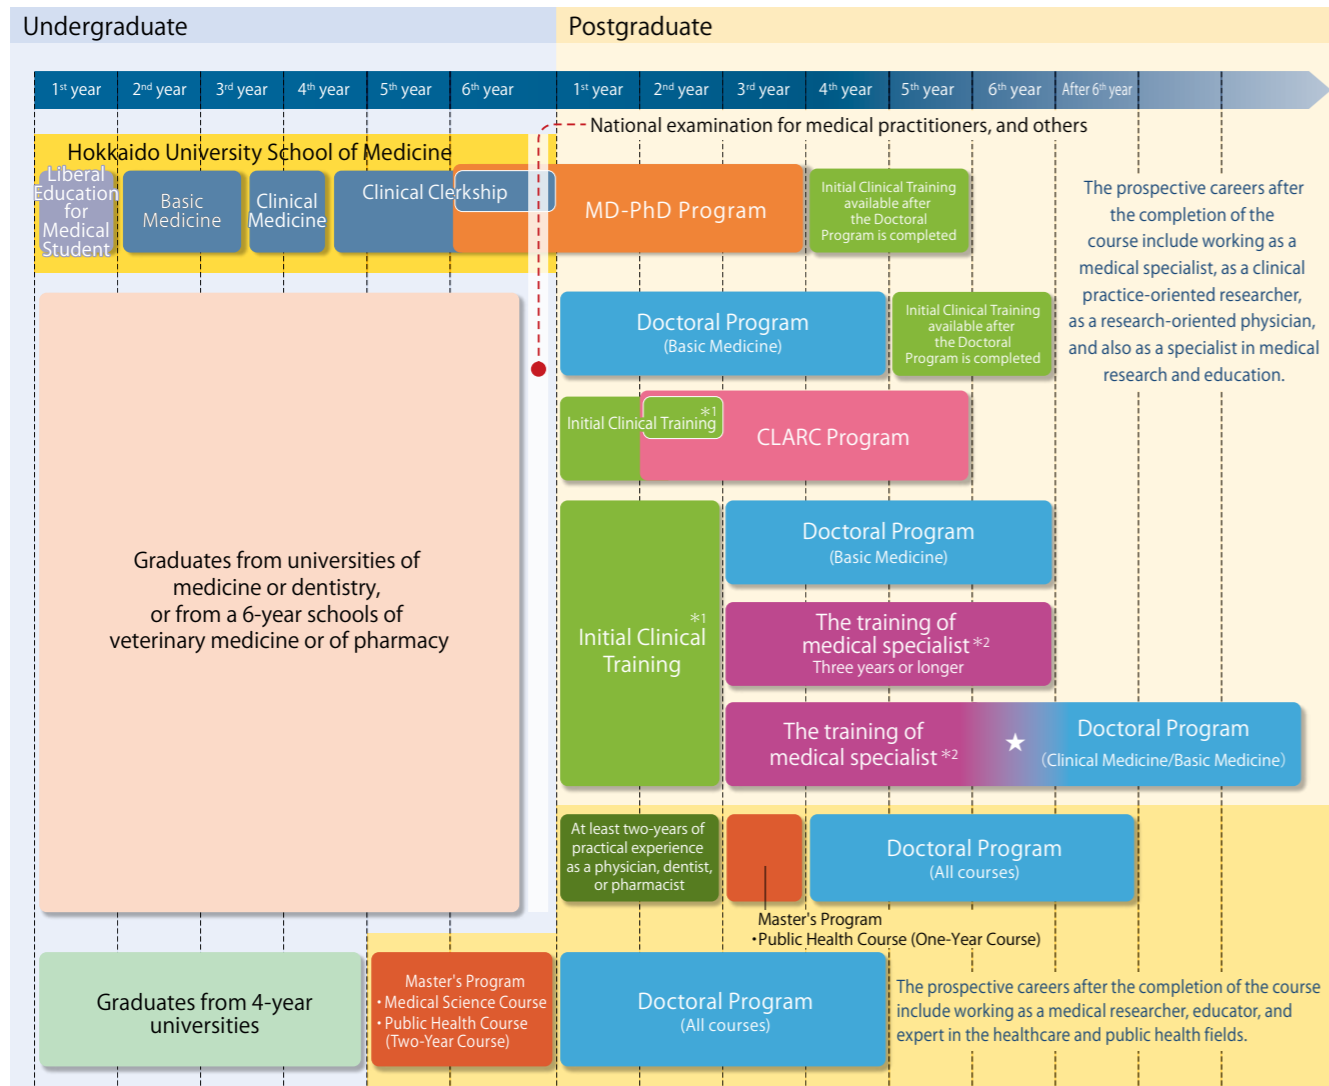 Undergraduate
Postgraduate
1st year
2nd year
3rd year
4th year
5th year
6th year
1st year
2nd year
3rd year
4th year
5th year
6th year
After 6th year
National examination for medical practitioners, and others
Hokkaido University School of Medicine
Liberal
Education
for
Medical
Student
Basic
Medicine
Clinical
Medicine
Clinical Clerkship
MD-PhD Program
Initial Clinical Training
available after
the Doctoral
Program is completed
The prospective careers after
the completion of the
course include working as a
medical specialist, as a clinical
practice-oriented researcher,
as a research-oriented physician,
and also as a specialist in medical
research and education.
Doctoral Program
(Basic Medicine)
Initial Clinical Training
available after
the Doctoral
Program is completed
Initial Clinical Training *1
CLARC Program
Graduates from universities of
medicine or dentistry,
or from a 6-year schools of
veterinary medicine or of pharmacy
*1
Initial Clinical
Training
Doctoral Program
(Basic Medicine)
The training of
medical specialist *2
Three years or longer
The training of
medical specialist *2
★
Doctoral Program
(Clinical Medicine/Basic Medicine)
At least two-years of
practical experience
as a physician, dentist,
or pharmacist
Doctoral Program
(All courses)
Master's Program
・Public Health Course (One-Year Course)
Graduates from 4-year
universities
Master's Program
・Medical Science Course
・Public Health Course
(Two-Year Course)
Doctoral Program
(All courses)
The prospective careers after the completion of the course
include working as a medical researcher, educator, and
expert in the healthcare and public health fields.